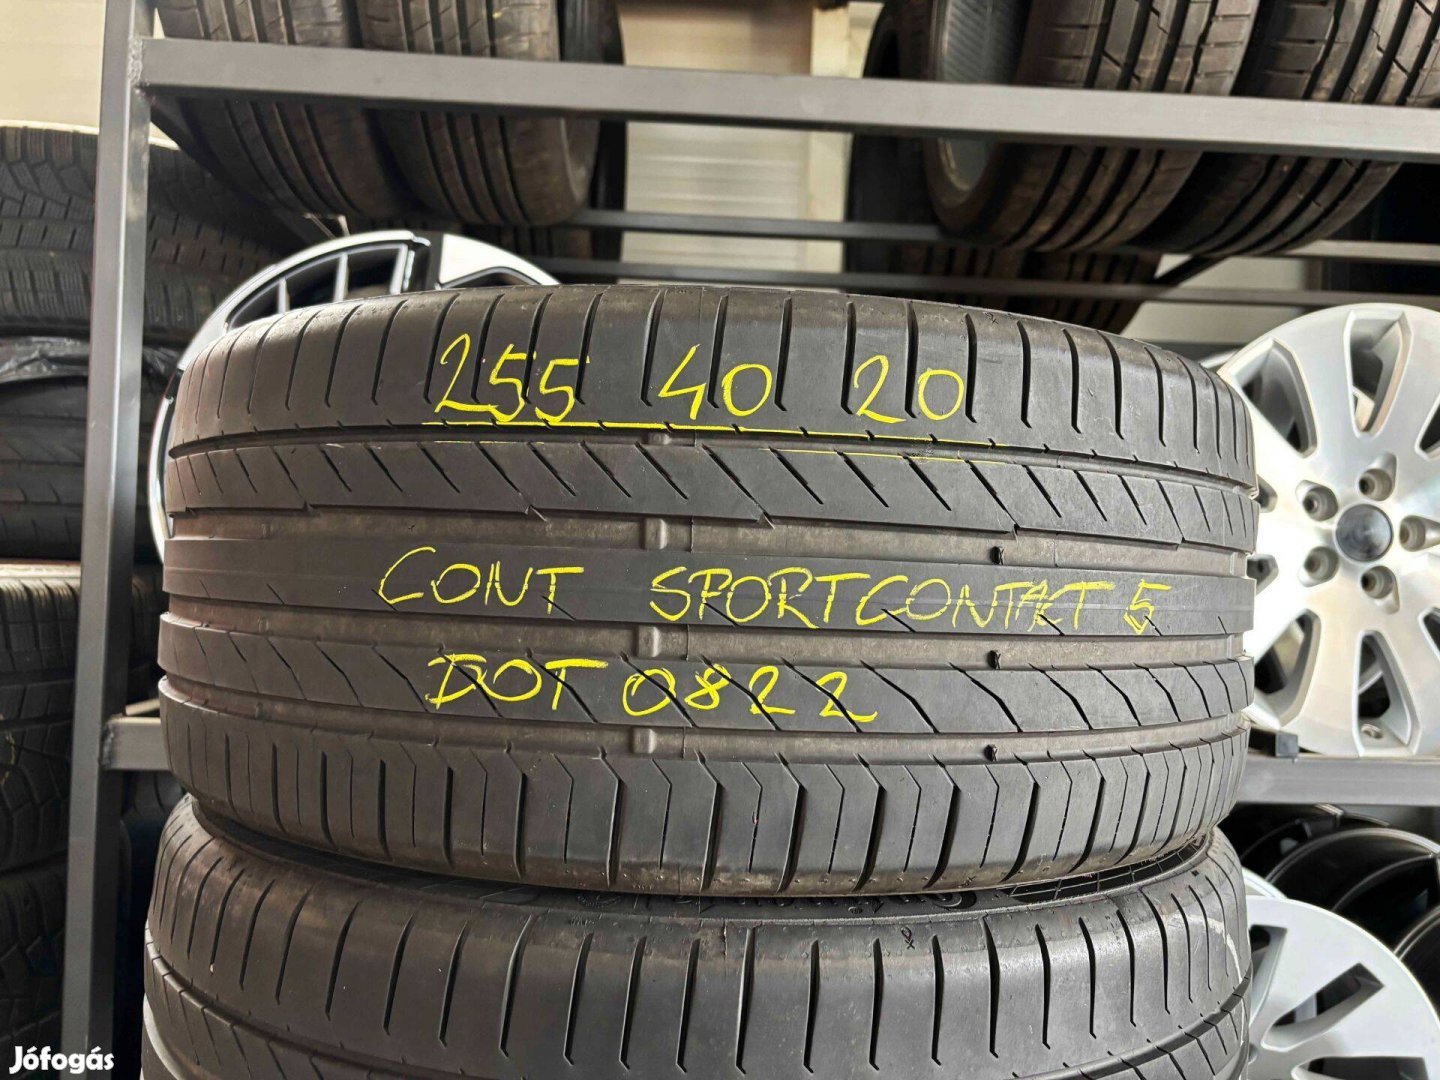 255 40 20
CONT SPORTCONTACT 5
DOT 0822
Jófogás